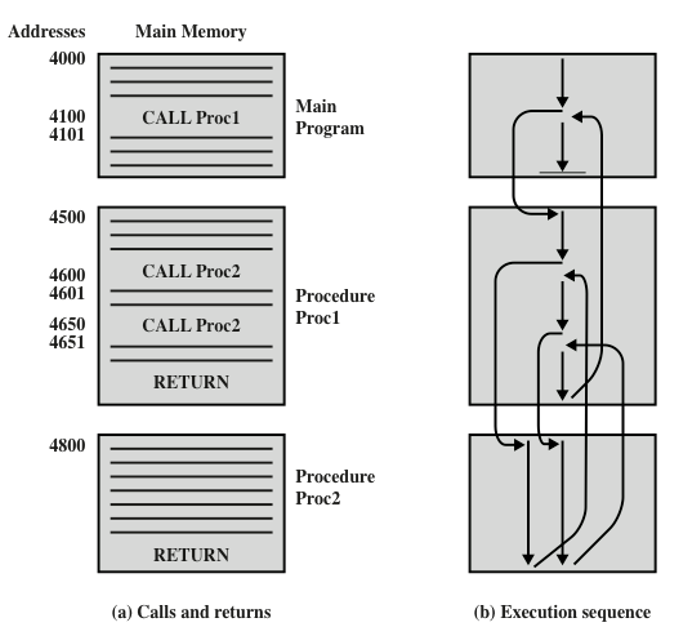 Addresses
Main Memory
4000
4100
CALL Proc1
4101
Main
Program
4500
4600
CALL Proc2
4601
4650
CALL Proc2
4651
RETURN
Procedure
Proc1
4800
RETURN
Procedure
Proc2
(a) Calls and returns
(b) Execution sequence